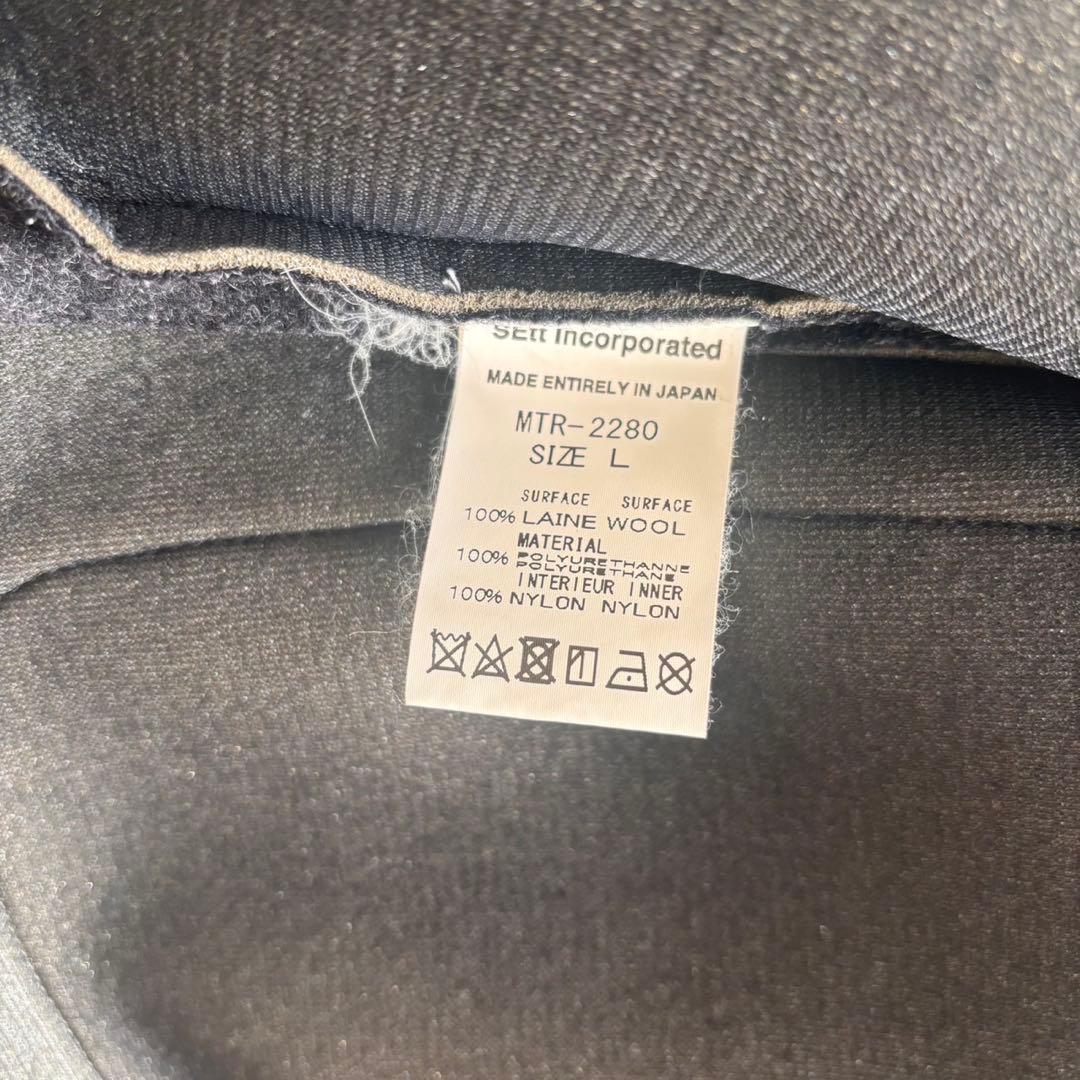 SEtt Incorporated
MADE ENTIRELY IN JAPAN
MTR-2280
SIZE L
SURFACE SURFACE
100% LAINE WOOL
MATERIAL
100% POLYURETHANNE
POLYURETHANE
INTERIEUR INNER
100% NYLON NYLON